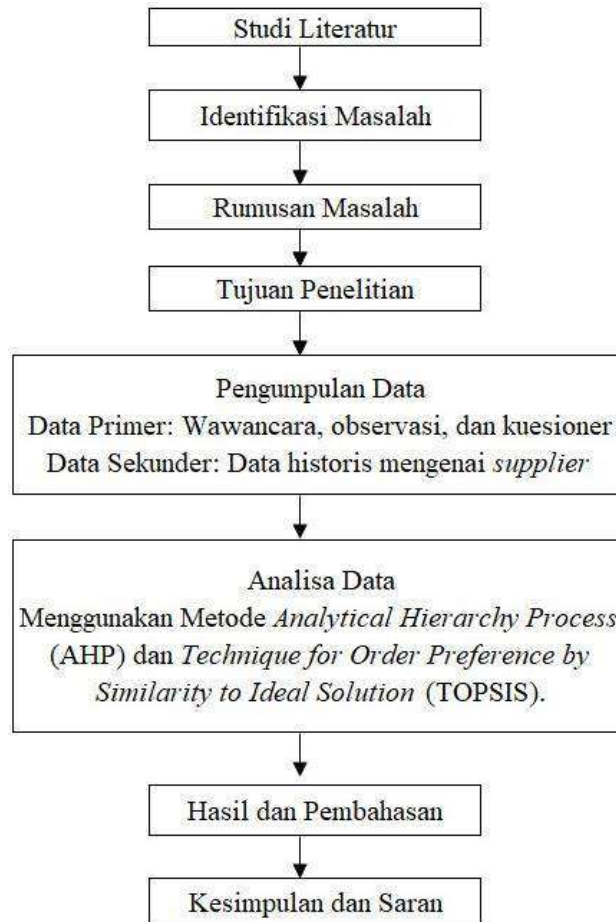 Studi Literatur
Identifikasi Masalah
Rumusan Masalah
Tujuan Penelitian
Pengumpulan Data
Data Primer: Wawancara, observasi, dan kuesioner
Data Sekunder: Data historis mengenai supplier
Analisa Data
Menggunakan Metode Analytical Hierarchy Process
(AHP) dan Technique for Order Preference by
Similarity to Ideal Solution (TOPSIS).
Hasil dan Pembahasan
Kesimpulan dan Saran